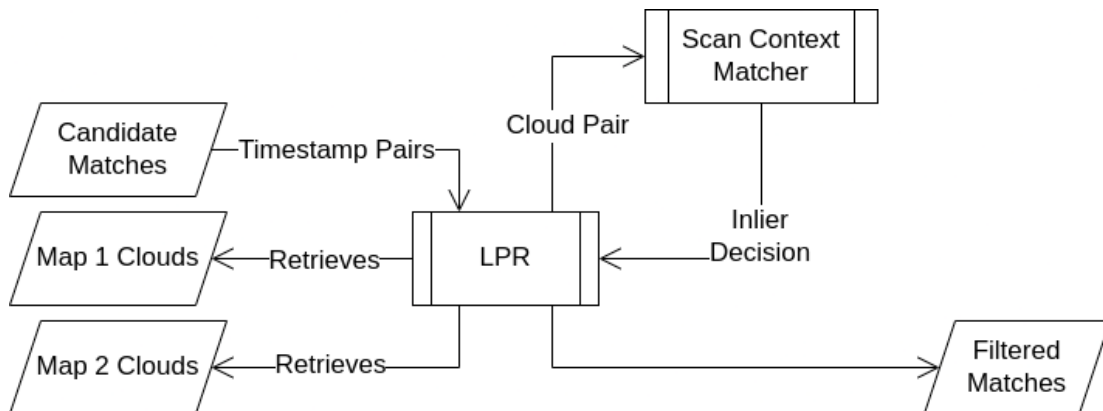 Scan Context
Matcher
Candidate
Matches
Timestamp Pairs
Cloud Pair
Map 1 Clouds
Retrieves
LPR
Inlier
Decision
Map 2 Clouds
Retrieves
Filtered
Matches